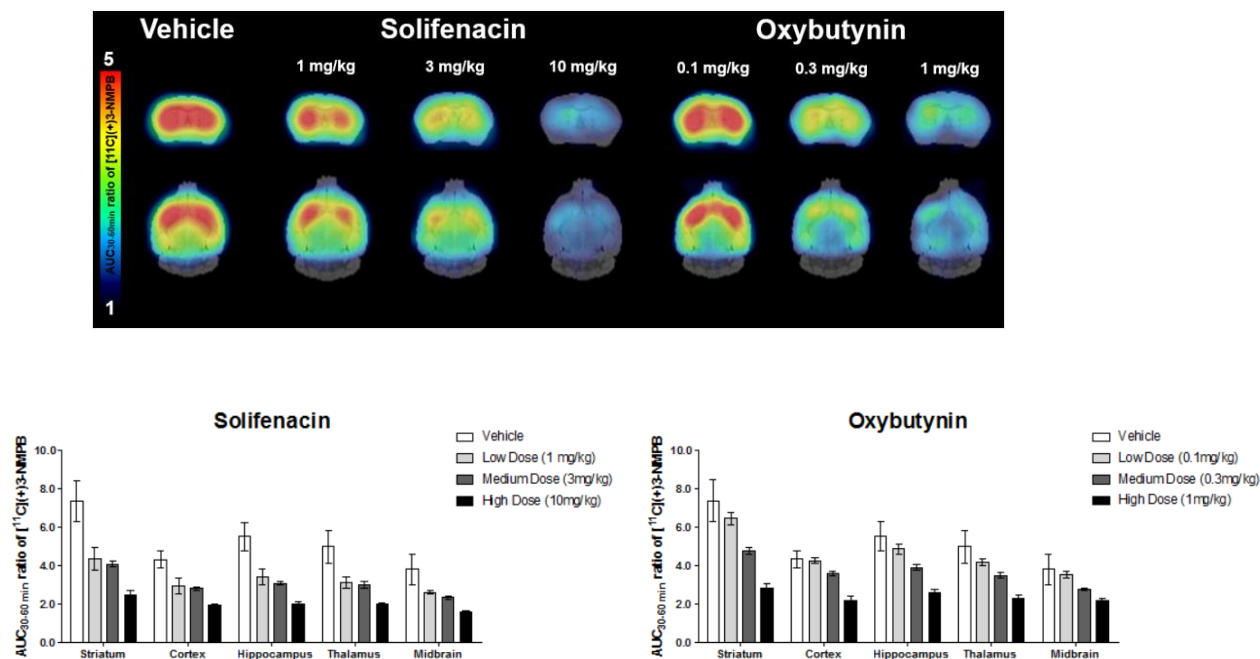 Vehicle Solifenacin Oxybutynin
1 mg/kg 3 mg/kg 10 mg/kg 0.1 mg/kg 0.3 mg/kg 1 mg/kg
5
AUC30-60min ratio of [11C](+)3-NMPB
1
Solifenacin
Vehicle
Low Dose (1 mg/kg)
Medium Dose (3mg/kg)
High Dose (10mg/kg)
AUC30-60 min ratio of [11C](+)3-NMPB
10.0
8.0
6.0
4.0
2.0
0.0
Striatum Cortex Hippocampus Thalamus Midbrain
Oxybutynin
Vehicle
Low Dose (0.1mg/kg)
Medium Dose (0.3mg/kg)
High Dose (1mg/kg)
AUC30-60 min ratio of [11C](+)3-NMPB
10.0
8.0
6.0
4.0
2.0
0.0
Striatum Cortex Hippocampus Thalamus Midbrain